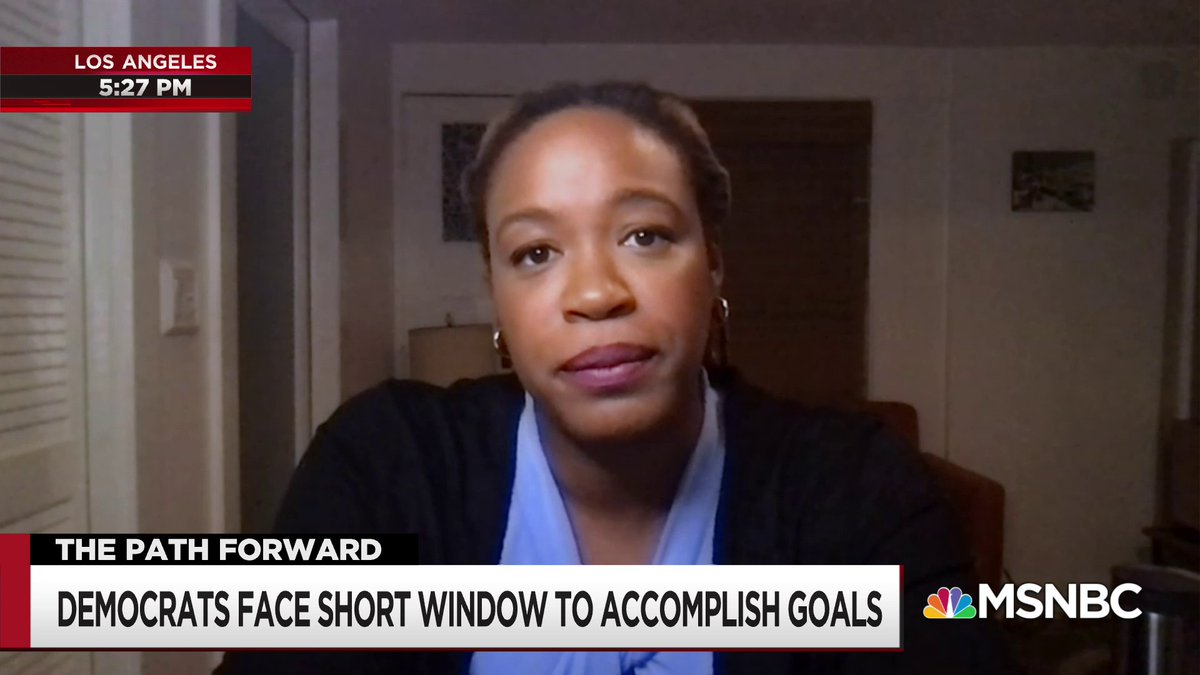 LOS ANGELES
5:27 PM
THE PATH FORWARD
DEMOCRATS FACE SHORT WINDOW TO ACCOMPLISH GOALS
MSNBC